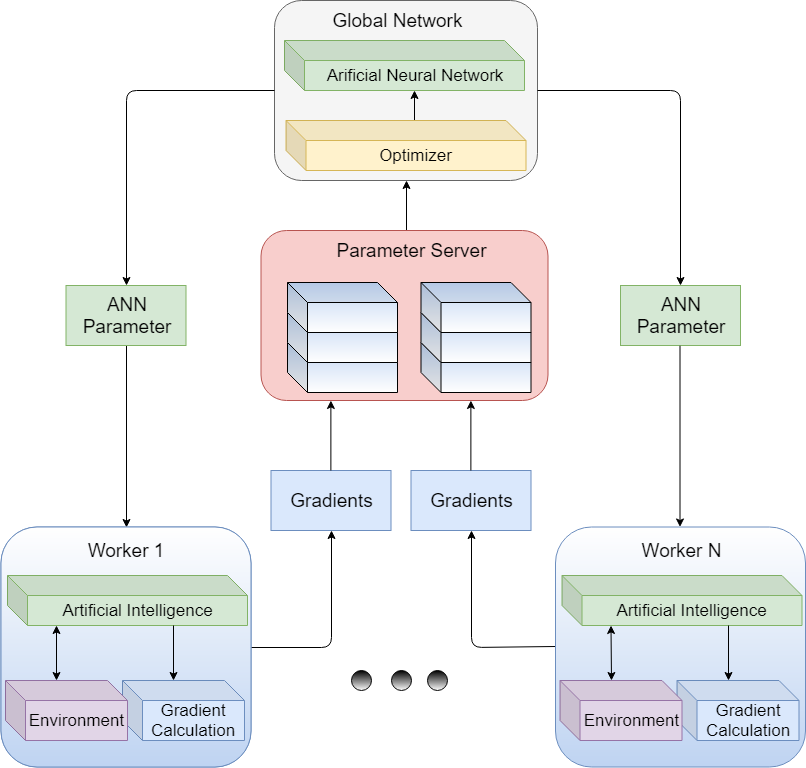 Global Network
Arificial Neural Network
Optimizer
Parameter Server
ANN
Parameter
ANN
Parameter
Gradients
Gradients
Worker 1
Artificial Intelligence
Environment
Gradient
Calculation
Worker N
Artificial Intelligence
Environment
Gradient
Calculation